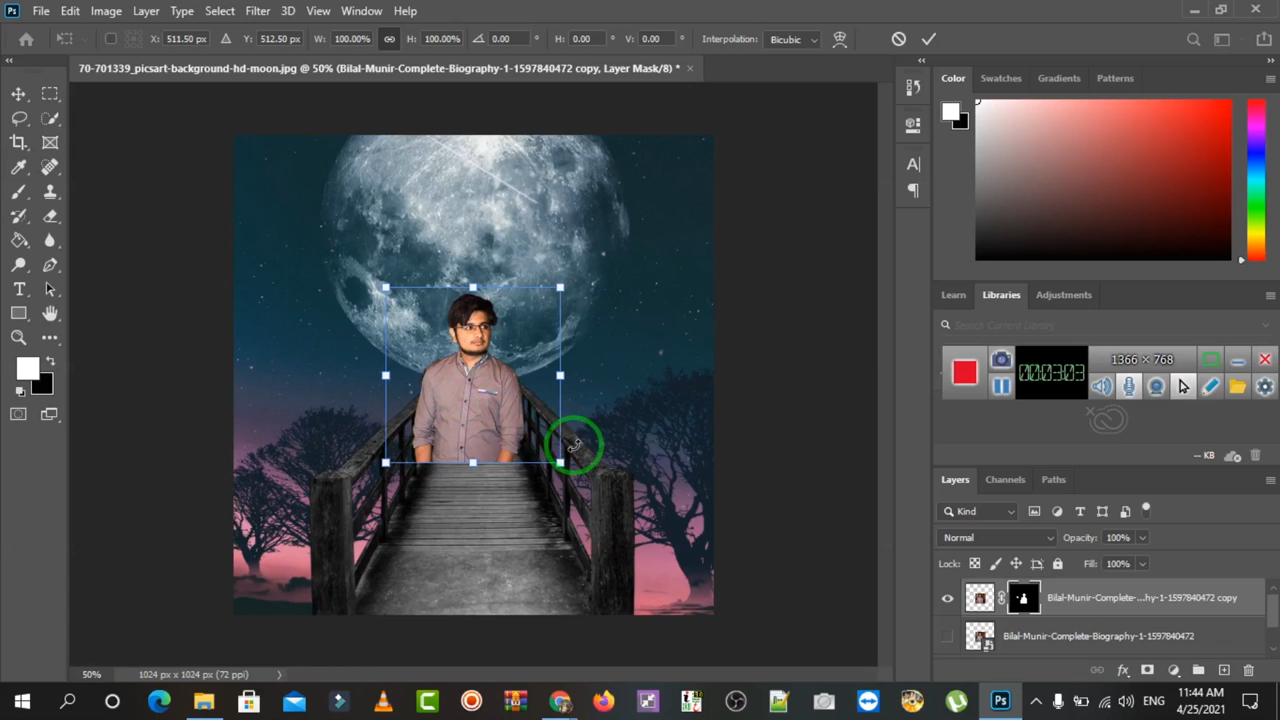 Ps File Edit Image Layer Type Select Filter 3D View Window Help
X: 511.50 px Y: 512.50 px W: 100.00% H: 100.00% 0.00 ° H: 0.00 ° V: 0.00 ° Interpolation: Bicubic
70-701339_picsart-background-hd-moon.jpg @ 50% (Bilal-Munir-Complete-Biography-1-1597840472 copy, Layer Mask/8) * ×
Color Swatches Gradients Patterns
Learn Libraries Adjustments
Search Current Library
1366 × 768
000:3:03
-- KB
Layers Channels Paths
Kind
Normal Opacity: 100%
Lock: Fill: 100%
Bilal-Munir-Complete-...hy-1-1597840472 copy
Bilal-Munir-Complete-Biography-1-1597840472
50% 1024 px x 1024 px (72 ppi)
ENG
11:44 AM
4/25/2021